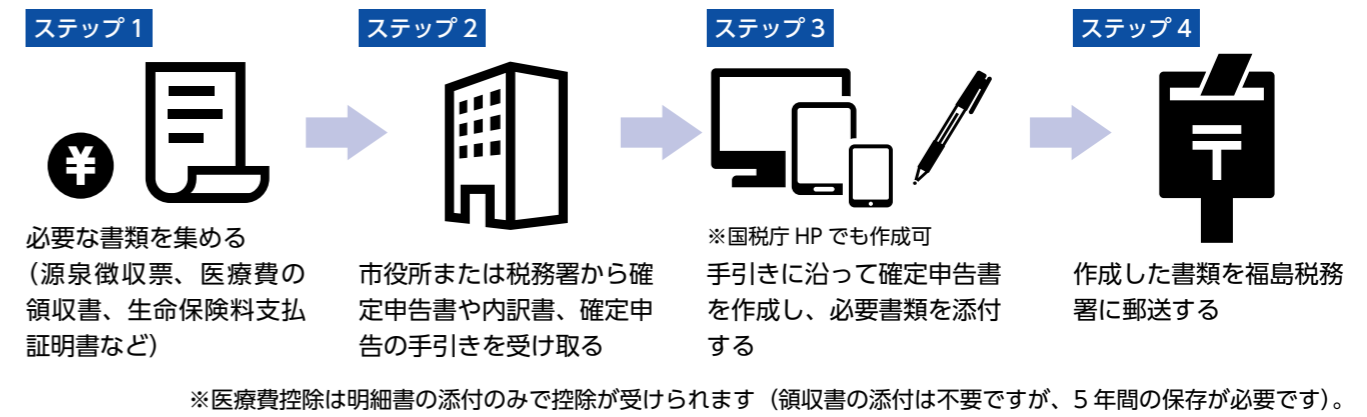 ステップ1
ステップ2
ステップ3
ステップ4
¥
〒
必要な書類を集める
(源泉徴収票、医療費の
領収書、生命保険料支払
証明書など)
市役所または税務署から確
定申告書や内訳書、確定申
告の手引きを受け取る
※国税庁 HP でも作成可
手引きに沿って確定申告書
を作成し、必要書類を添付
する
作成した書類を福島税務
署に郵送する
※医療費控除は明細書の添付のみで控除が受けられます(領収書の添付は不要ですが、5 年間の保存が必要です)。